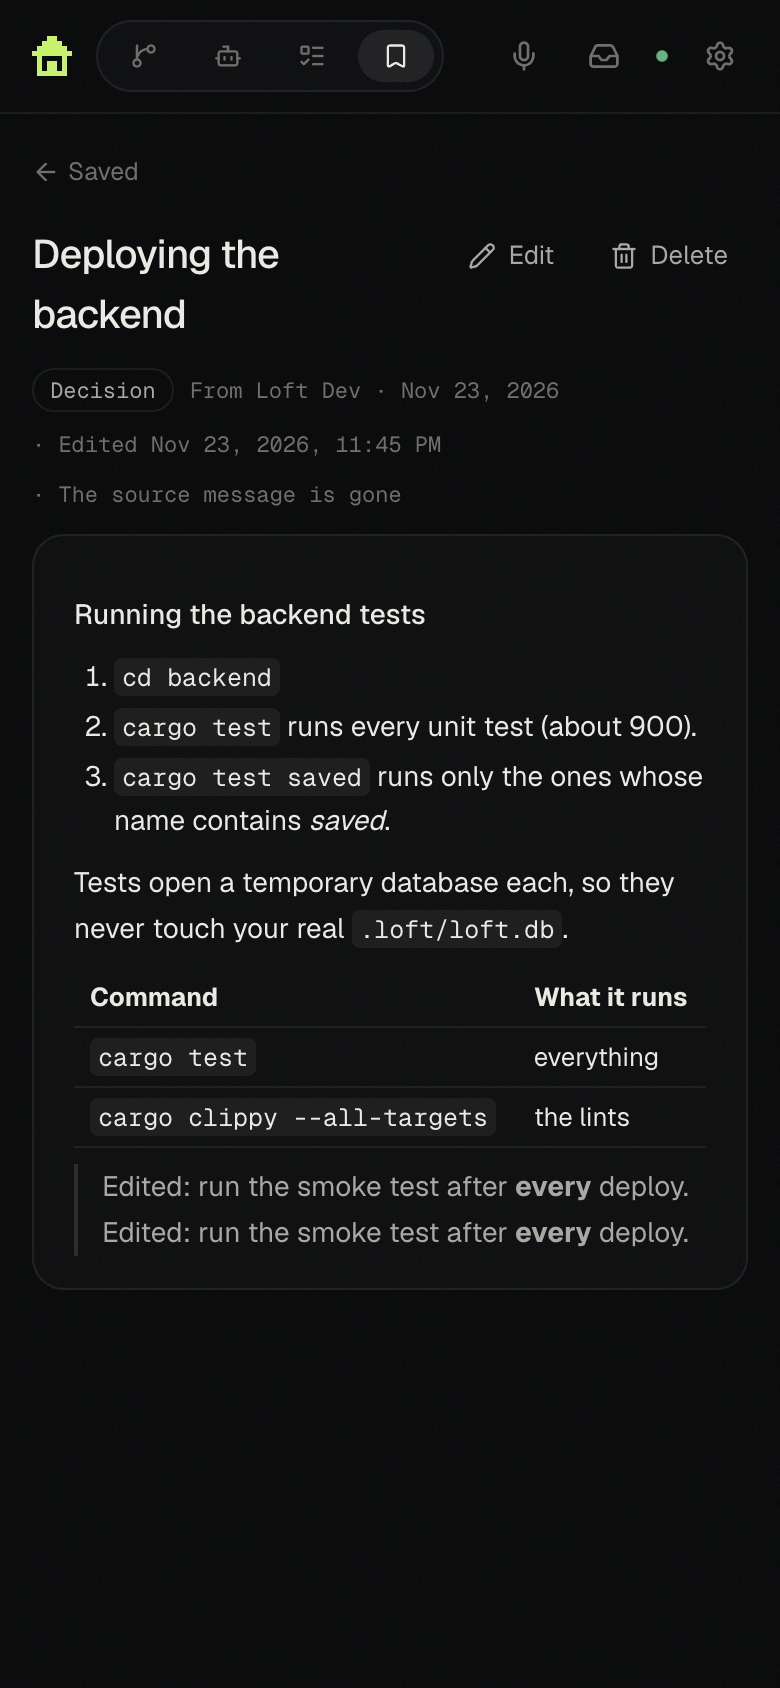 Saved
Deploying the
backend
Edit
Delete
Decision From Loft Dev · Nov 23, 2026
· Edited Nov 23, 2026, 11:45 PM
· The source message is gone
Running the backend tests
1. cd backend
2. cargo test runs every unit test (about 900).
3. cargo test saved runs only the ones whose
name contains saved.
Tests open a temporary database each, so they
never touch your real .loft/loft.db.
Command What it runs
cargo test everything
cargo clippy --all-targets the lints
Edited: run the smoke test after every deploy.
Edited: run the smoke test after every deploy.